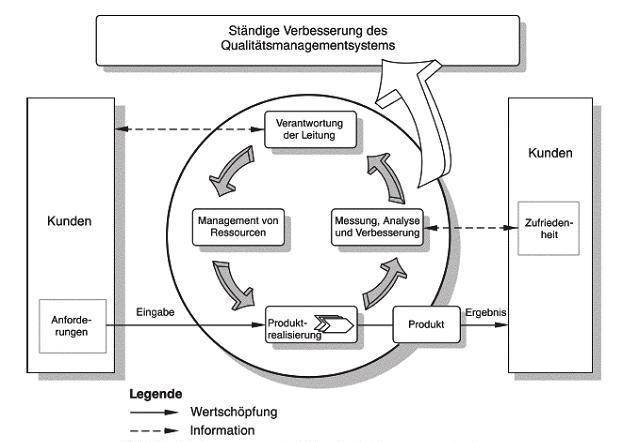 Ständige Verbesserung des
Qualitätsmanagementsystems
Verantwortung
der Leitung
Kunden
Kunden
Management von
Ressourcen
Messung, Analyse
und Verbesserung
Zufrieden-
heit
Anforde-
rungen
Eingabe
Produkt-
realisierung
Produkt
Ergebnis
Legende
Wertschöpfung
Information